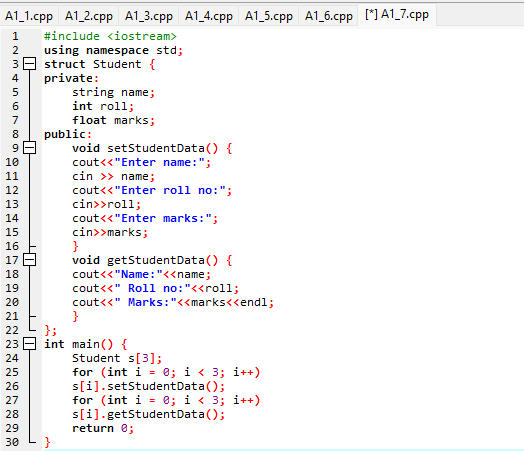 A1_1.cpp A1_2.cpp A1_3.cpp A1_4.cpp A1_5.cpp A1_6.cpp [*] A1_7.cpp
1 #include <iostream>
2 using namespace std;
3 struct Student {
4 private:
5     string name;
6     int roll;
7     float marks;
8 public:
9     void setStudentData() {
10     cout<<"Enter name:";
11     cin >> name;
12     cout<<"Enter roll no:";
13     cin>>roll;
14     cout<<"Enter marks:";
15     cin>>marks;
16     }
17     void getStudentData() {
18     cout<<"Name:"<<name;
19     cout<<" Roll no:"<<roll;
20     cout<<" Marks:"<<marks<<endl;
21     }
22 };
23 int main() {
24     Student s[3];
25     for (int i = 0; i < 3; i++)
26     s[i].setStudentData();
27     for (int i = 0; i < 3; i++)
28     s[i].getStudentData();
29     return 0;
30 }